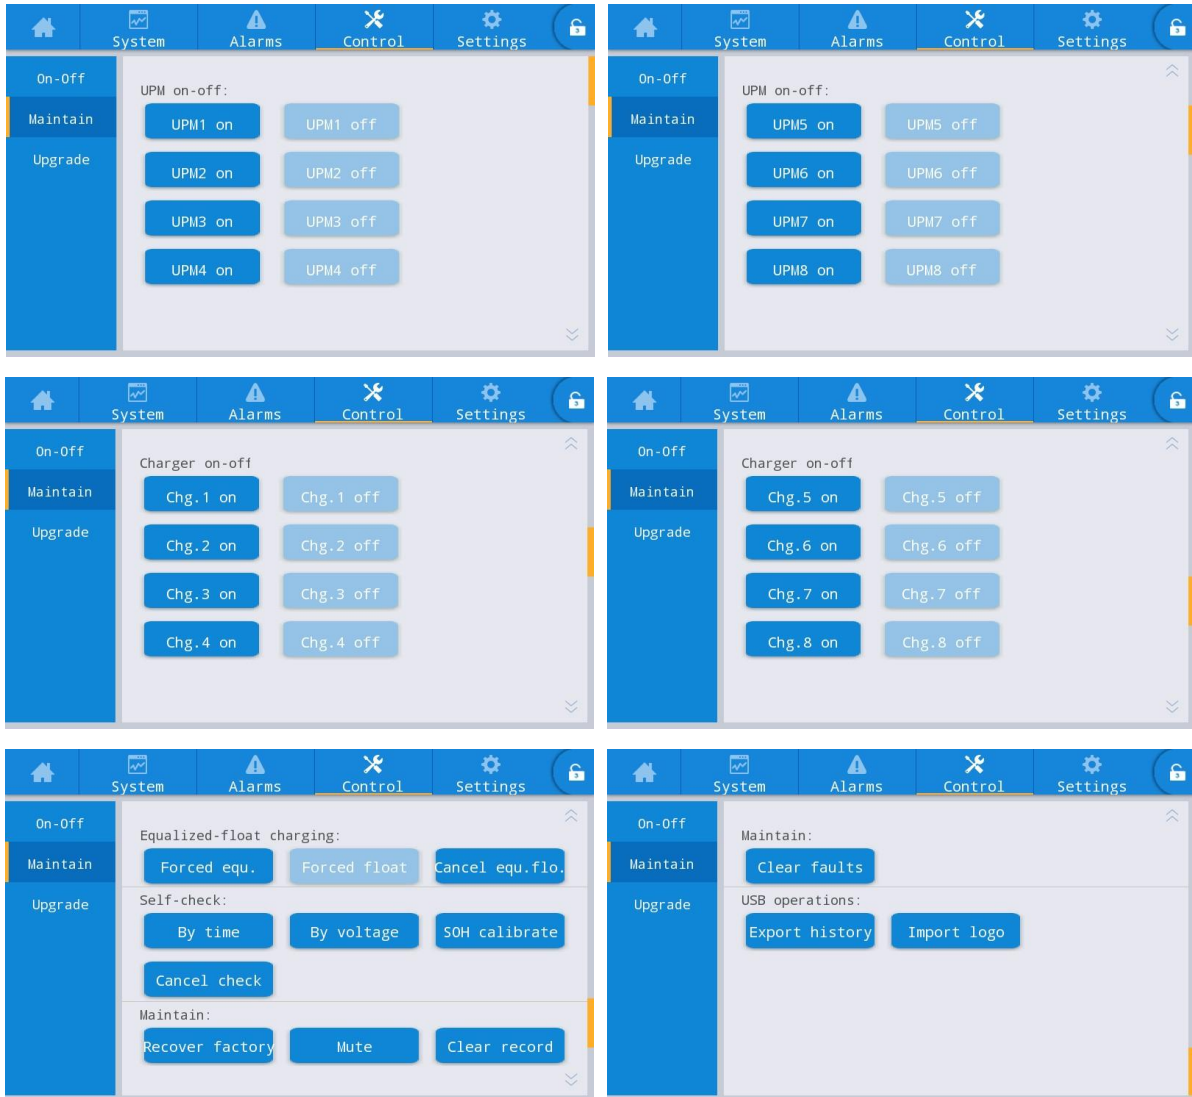 System Alarms Control Settings 3
On-Off
Maintain
Upgrade
UPM on-off:
UPM1 on UPM1 off
UPM2 on UPM2 off
UPM3 on UPM3 off
UPM4 on UPM4 off
System Alarms Control Settings 3
On-Off
Maintain
Upgrade
UPM on-off:
UPM5 on UPM5 off
UPM6 on UPM6 off
UPM7 on UPM7 off
UPM8 on UPM8 off
System Alarms Control Settings 3
On-Off
Maintain
Upgrade
Charger on-off
Chg.1 on Chg.1 off
Chg.2 on Chg.2 off
Chg.3 on Chg.3 off
Chg.4 on Chg.4 off
System Alarms Control Settings 3
On-Off
Maintain
Upgrade
Charger on-off
Chg.5 on Chg.5 off
Chg.6 on Chg.6 off
Chg.7 on Chg.7 off
Chg.8 on Chg.8 off
System Alarms Control Settings 3
On-Off
Maintain
Upgrade
Equalized-float charging:
Forced equ. Forced float Cancel equ.flo.
Self-check:
By time By voltage SOH calibrate
Cancel check
Maintain:
Recover factory Mute Clear record
System Alarms Control Settings 3
On-Off
Maintain
Upgrade
Maintain:
Clear faults
USB operations:
Export history Import logo